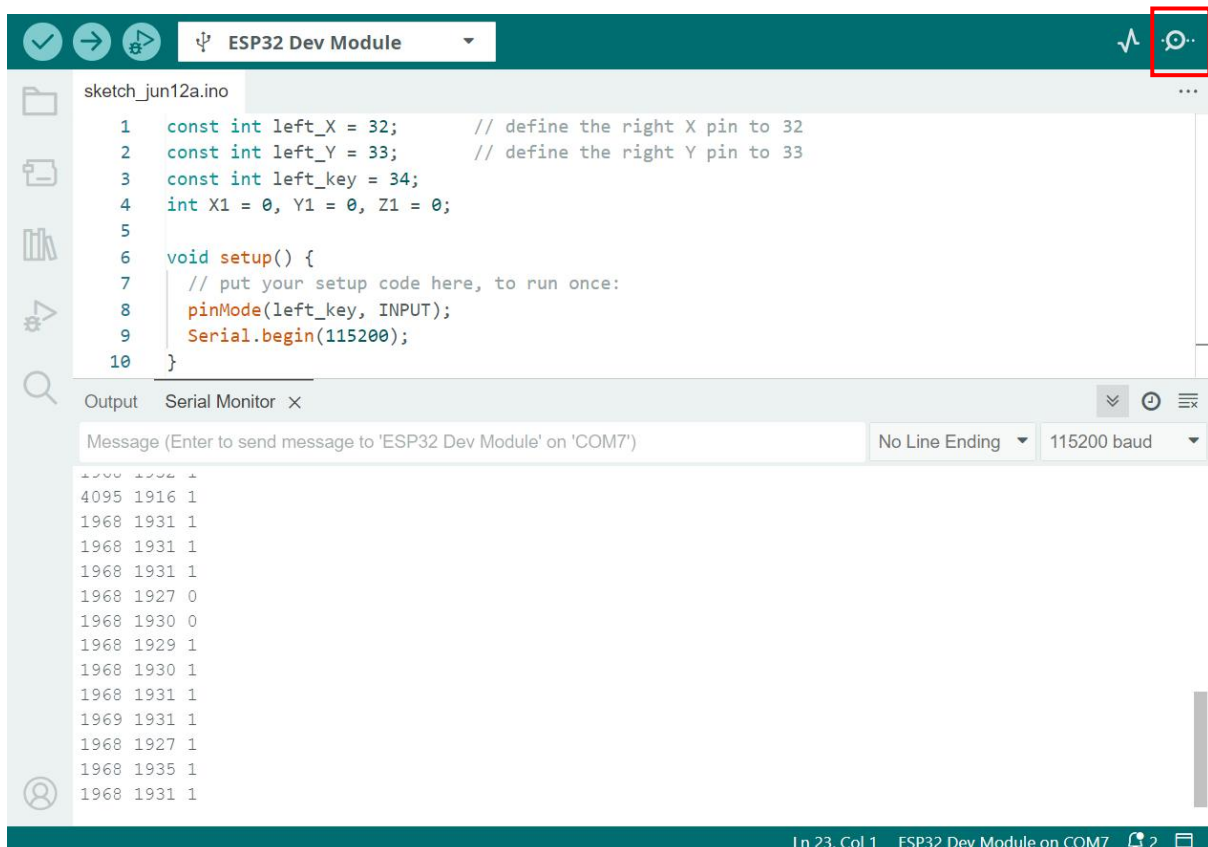 ESP32 Dev Module
sketch_jun12a.ino
...
1 const int left_X = 32; // define the right X pin to 32
2 const int left_Y = 33; // define the right Y pin to 33
3 const int left_key = 34;
4 int X1 = 0, Y1 = 0, Z1 = 0;
5
6 void setup() {
7 // put your setup code here, to run once:
8 pinMode(left_key, INPUT);
9 Serial.begin(115200);
10 }
Output Serial Monitor ×
Message (Enter to send message to 'ESP32 Dev Module' on 'COM7') No Line Ending 115200 baud
4095 1916 1
1968 1931 1
1968 1931 1
1968 1931 1
1968 1927 0
1968 1930 0
1968 1929 1
1968 1930 1
1968 1931 1
1969 1931 1
1968 1927 1
1968 1935 1
1968 1931 1
Ln 23, Col 1 ESP32 Dev Module on COM7 2